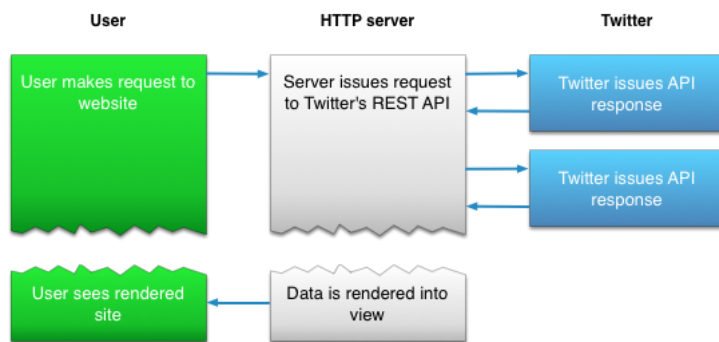 User
HTTP server
Twitter
User makes request to
website
Server issues request
to Twitter's REST API
Twitter issues API
response
Twitter issues API
response
User sees rendered
site
Data is rendered into
view